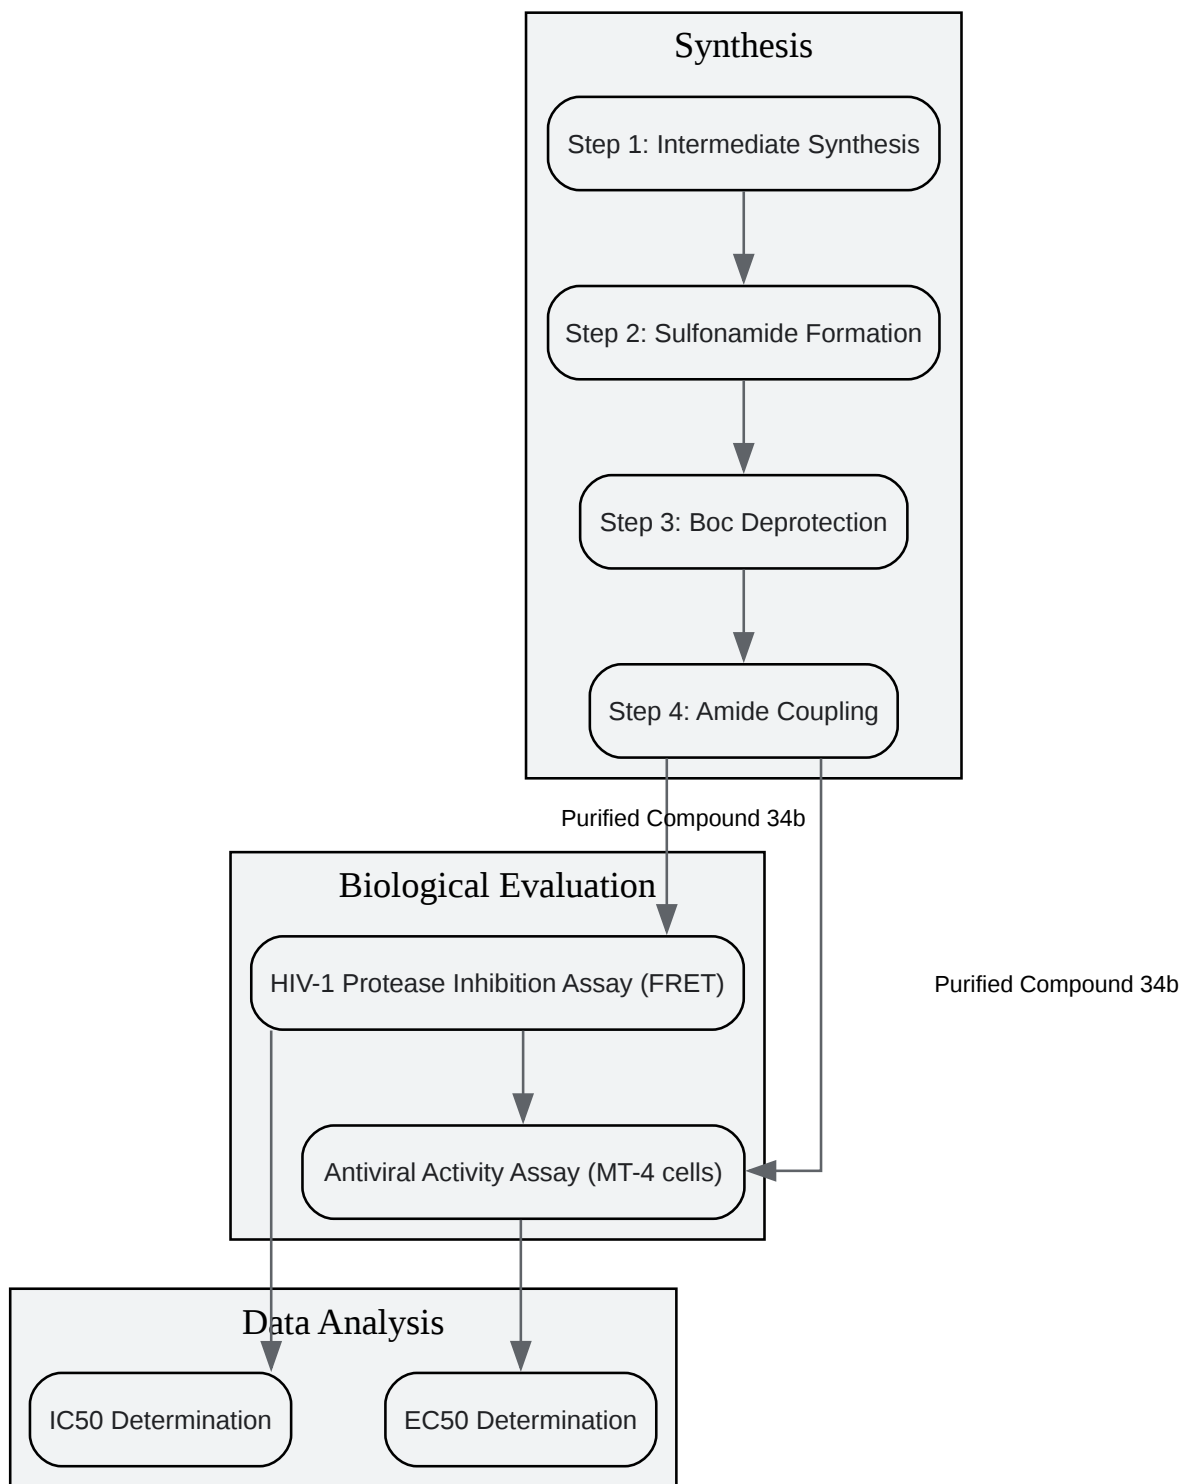 Synthesis
Step 1: Intermediate Synthesis
Step 2: Sulfonamide Formation
Step 3: Boc Deprotection
Step 4: Amide Coupling
Purified Compound 34b
Biological Evaluation
HIV-1 Protease Inhibition Assay (FRET)
Purified Compound 34b
Antiviral Activity Assay (MT-4 cells)
Data Analysis
IC50 Determination
EC50 Determination